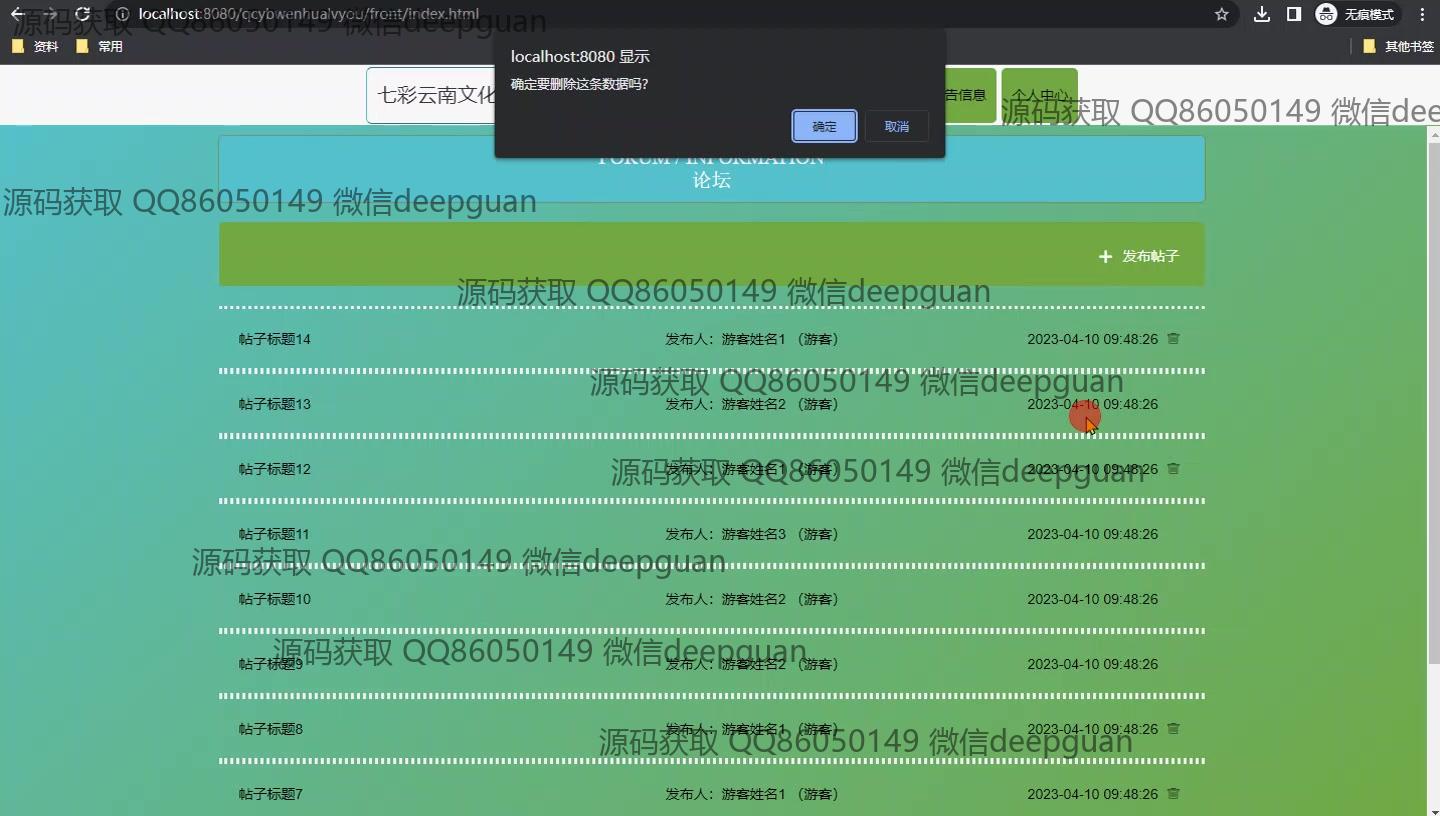 localhost:8080/qcybwenhualvyou/front/index.html
无痕模式
源码获取 QQ86050149 微信deepguan
资料
常用
其他书签
localhost:8080 显示
确定要删除这条数据吗?
确定
取消
七彩云南文化
告信息
个人中心
源码获取 QQ86050149 微信deep
FORUM / INFORMATION
论坛
源码获取 QQ86050149 微信deepguan
+ 发布帖子
源码获取 QQ86050149 微信deepguan
帖子标题14 发布人：游客姓名1 （游客） 2023-04-10 09:48:26
源码获取 QQ86050149 微信deepguan
帖子标题13 发布人：游客姓名2 （游客） 2023-04-10 09:48:26
帖子标题12 发布人：游客姓名1 （游客） 2023-04-10 09:48:26
源码获取 QQ86050149 微信deepguan
帖子标题11 发布人：游客姓名3 （游客） 2023-04-10 09:48:26
源码获取 QQ86050149 微信deepguan
帖子标题10 发布人：游客姓名2 （游客） 2023-04-10 09:48:26
源码获取 QQ86050149 微信deepguan
帖子标题9 发布人：游客姓名2 （游客） 2023-04-10 09:48:26
帖子标题8 发布人：游客姓名1 （游客） 2023-04-10 09:48:26
源码获取 QQ86050149 微信deepguan
帖子标题7 发布人：游客姓名1 （游客） 2023-04-10 09:48:26